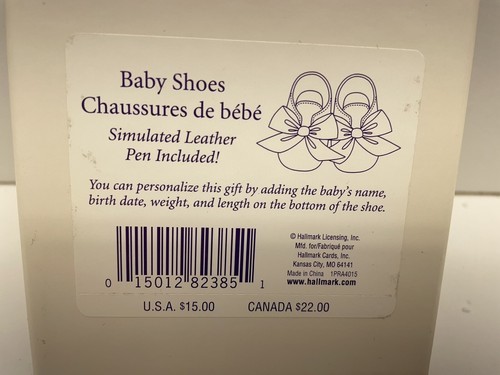 Baby Shoes
Chaussures de bébé
Simulated Leather
Pen Included!
You can personalize this gift by adding the baby's name,
birth date, weight, and length on the bottom of the shoe.
© Hallmark Licensing, Inc.
Mfd. for/Fabriqué pour
Hallmark Cards, Inc.
Kansas City, MO 64141
Made in China 1PRA4015
www.hallmark.com
0 15012 82385 1
U.S.A. $15.00 CANADA $22.00